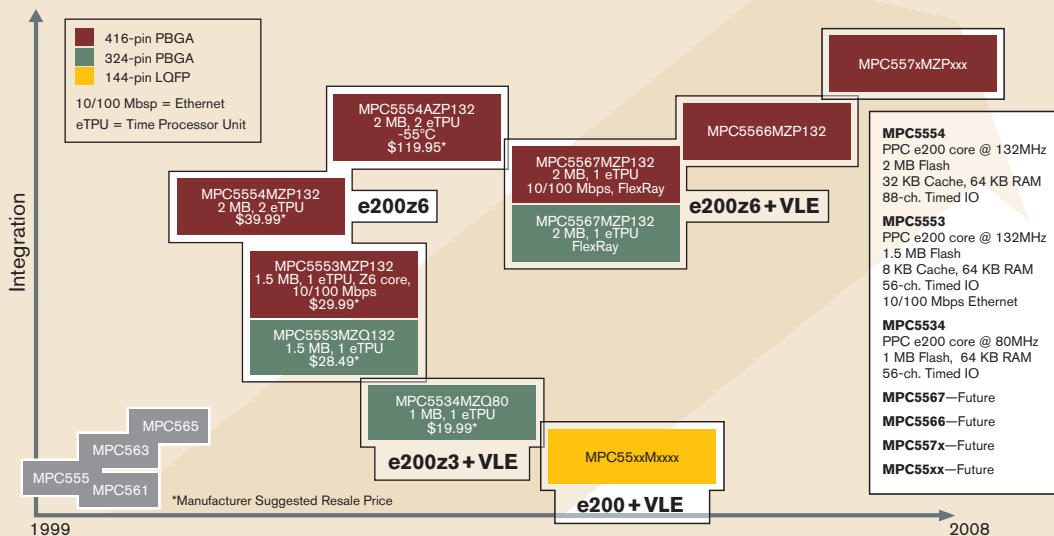 416-pin PBGA
324-pin PBGA
144-pin LQFP
10/100 Mbsp = Ethernet
eTPU = Time Processor Unit
Integration
MPC557xMZPxxx
MPC5554AZP132
2 MB, 2 eTPU
-55°C
$119.95*
MPC5566MZP132
MPC5567MZP132
2 MB, 1 eTPU
10/100 Mbps, FlexRay
MPC5554MZP132
2 MB, 2 eTPU
$39.99*
e200z6
e200z6 + VLE
MPC5567MZP132
2 MB, 1 eTPU
FlexRay
MPC5553MZP132
1.5 MB, 1 eTPU, Z6 core,
10/100 Mbps
$29.99*
MPC5553MZQ132
1.5 MB, 1 eTPU
$28.49*
MPC5534MZQ80
1 MB, 1 eTPU
$19.99*
e200z3 + VLE
MPC55xxMxxxx
e200 + VLE
MPC565
MPC563
MPC555
MPC561
*Manufacturer Suggested Resale Price
1999
2008
MPC5554
PPC e200 core @ 132MHz
2 MB Flash
32 KB Cache, 64 KB RAM
88-ch. Timed IO
MPC5553
PPC e200 core @ 132MHz
1.5 MB Flash
8 KB Cache, 64 KB RAM
56-ch. Timed IO
10/100 Mbps Ethernet
MPC5534
PPC e200 core @ 80MHz
1 MB Flash, 64 KB RAM
56-ch. Timed IO
MPC5567—Future
MPC5566—Future
MPC557x—Future
MPC55xx—Future